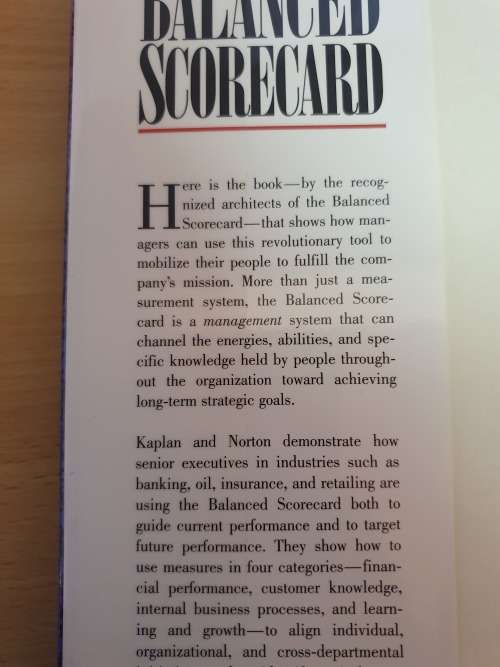 BALANCED
SCORECARD
Here is the book—by the recog-
nized architects of the Balanced
Scorecard—that shows how man-
agers can use this revolutionary tool to
mobilize their people to fulfill the com-
pany's mission. More than just a mea-
surement system, the Balanced Score-
card is a management system that can
channel the energies, abilities, and spe-
cific knowledge held by people through-
out the organization toward achieving
long-term strategic goals.
Kaplan and Norton demonstrate how
senior executives in industries such as
banking, oil, insurance, and retailing are
using the Balanced Scorecard both to
guide current performance and to target
future performance. They show how to
use measures in four categories—finan-
cial performance, customer knowledge,
internal business processes, and learn-
ing and growth—to align individual,
organizational, and cross-departmental